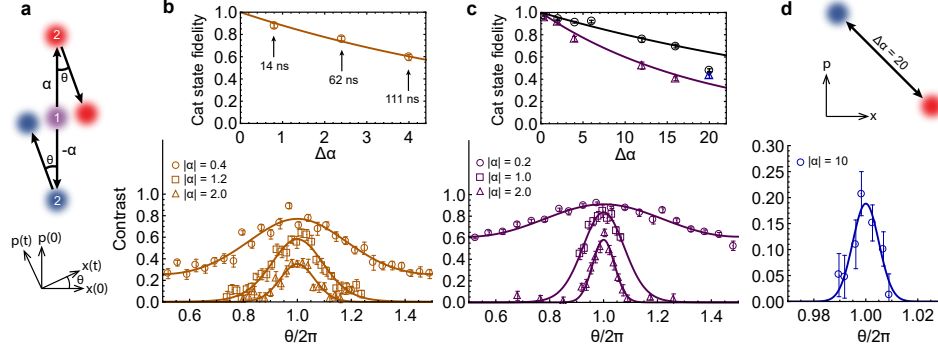 a
2
θ
α
1
-α
θ
2
p(t)
p(0)
x(t)
θ
x(0)
b
Cat state fidelity
1.0
0.8
0.6
0.4
0.2
0.0
14 ns
62 ns
111 ns
0 1 2 3 4
Δα
|α| = 0.4
|α| = 1.2
|α| = 2.0
Contrast
1.0
0.8
0.6
0.4
0.2
0.0
0.6 0.8 1.0 1.2 1.4
θ/2π
c
Cat state fidelity
1.0
0.8
0.6
0.4
0.2
0.0
0 5 10 15 20
Δα
|α| = 0.2
|α| = 1.0
|α| = 2.0
1.0
0.8
0.6
0.4
0.2
0.0
0.6 0.8 1.0 1.2 1.4
θ/2π
d
Δα = 20
p
x
|α| = 10
0.30
0.25
0.20
0.15
0.10
0.05
0.00
0.98 1.00 1.02
θ/2π